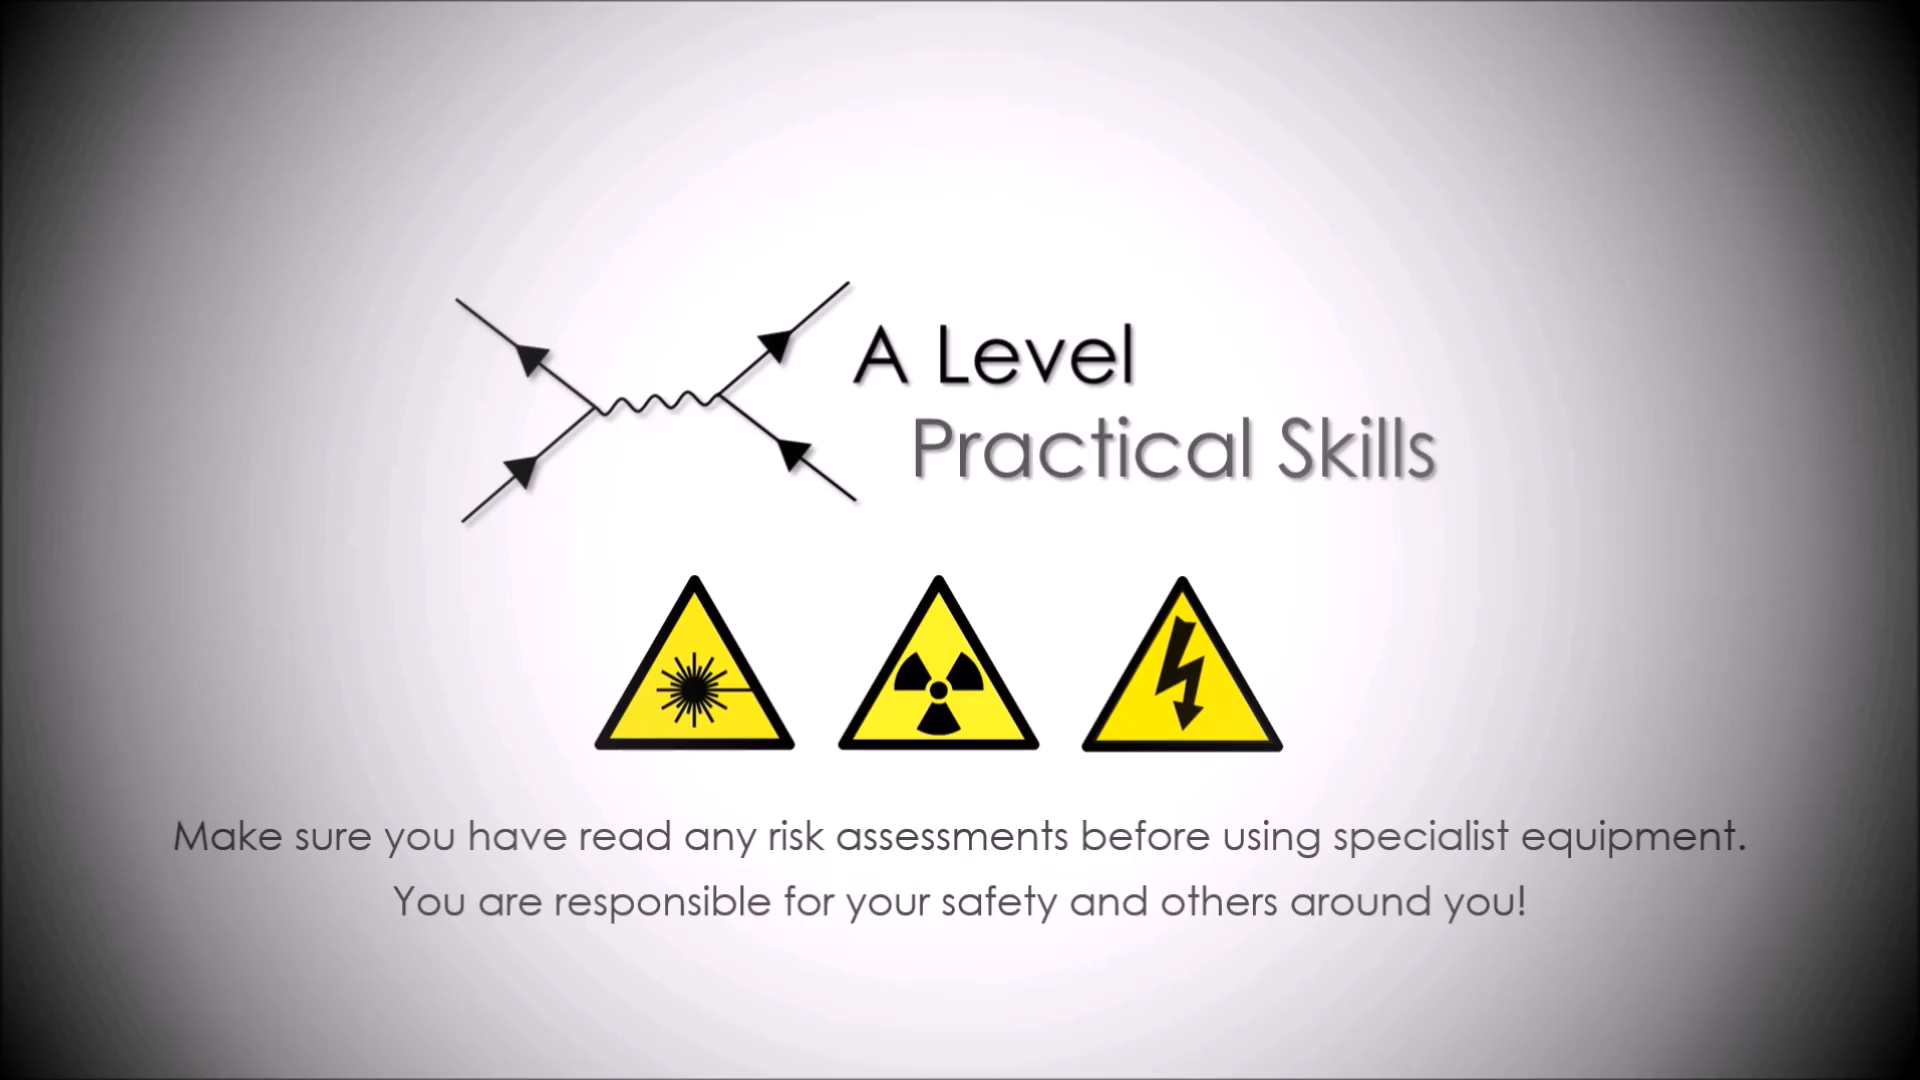 A Level
Practical Skills
Make sure you have read any risk assessments before using specialist equipment.
You are responsible for your safety and others around you!